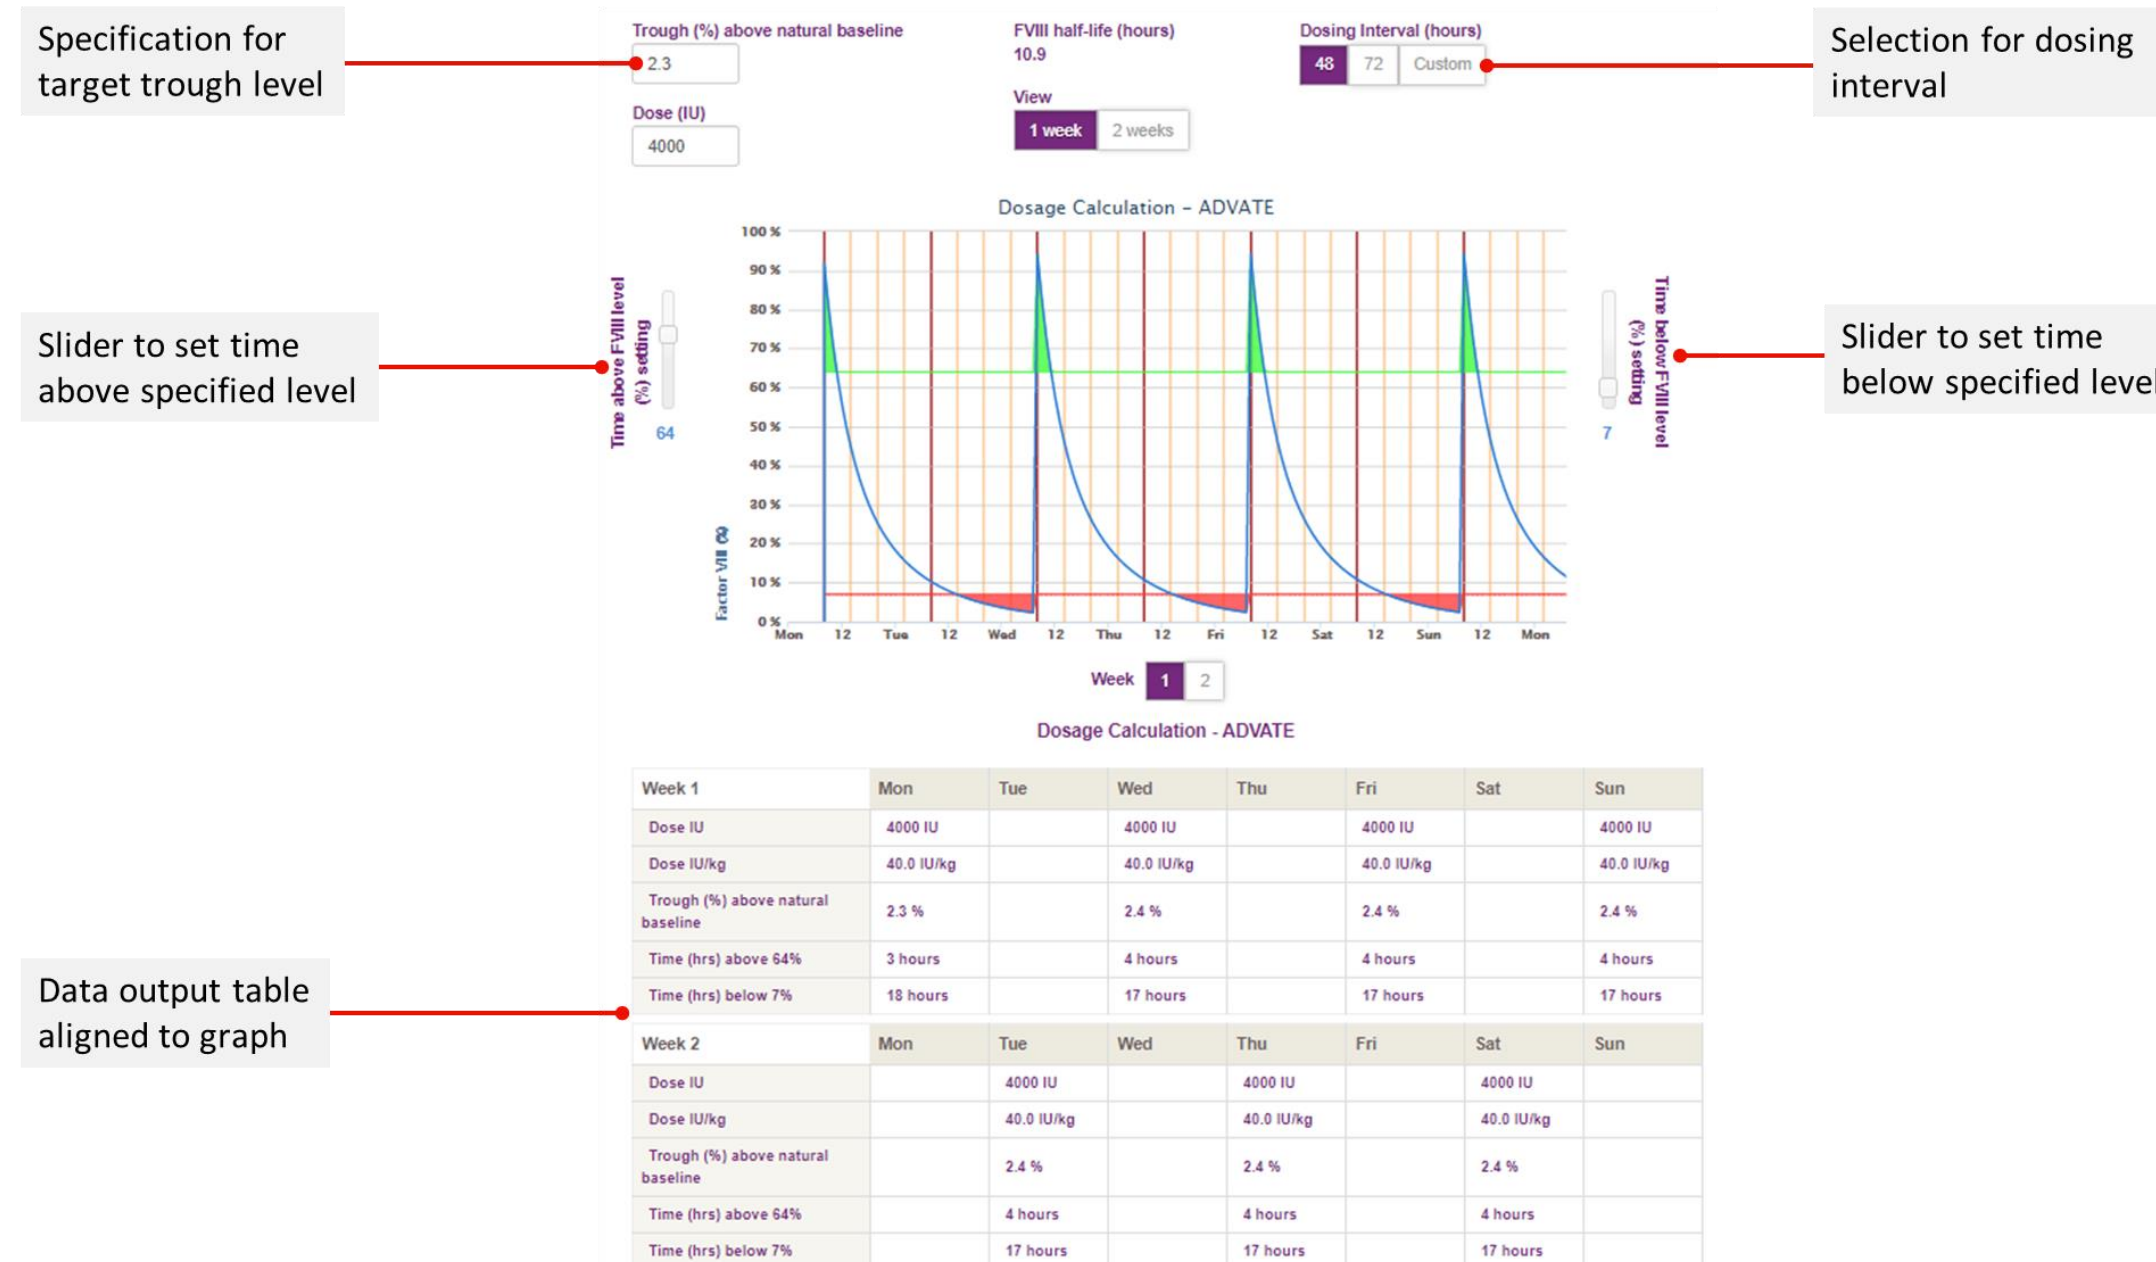 Specification for
target trough level
Trough (%) above natural baseline
2.3
FVIII half-life (hours)
10.9
Dosing Interval (hours)
48 72 Custom
Selection for dosing
interval
Dose (IU)
4000
View
1 week 2 weeks
Dosage Calculation – ADVATE
Slider to set time
above specified level
Time above FVIII level
(%) setting
64
Factor VIII (%)
100 %
90 %
80 %
70 %
60 %
50 %
40 %
30 %
20 %
10 %
0 %
Mon 12 Tue 12 Wed 12 Thu 12 Fri 12 Sat 12 Sun 12 Mon
Time below FVIII level
(%) setting
7
Slider to set time
below specified level
Week 1 2
Dosage Calculation - ADVATE
Data output table
aligned to graph
Week 1 Mon Tue Wed Thu Fri Sat Sun
Dose IU 4000 IU 4000 IU 4000 IU 4000 IU
Dose IU/kg 40.0 IU/kg 40.0 IU/kg 40.0 IU/kg 40.0 IU/kg
Trough (%) above natural
baseline 2.3 % 2.4 % 2.4 % 2.4 %
Time (hrs) above 64% 3 hours 4 hours 4 hours 4 hours
Time (hrs) below 7% 18 hours 17 hours 17 hours 17 hours
Week 2 Mon Tue Wed Thu Fri Sat Sun
Dose IU 4000 IU 4000 IU 4000 IU
Dose IU/kg 40.0 IU/kg 40.0 IU/kg 40.0 IU/kg
Trough (%) above natural
baseline 2.4 % 2.4 % 2.4 %
Time (hrs) above 64% 4 hours 4 hours 4 hours
Time (hrs) below 7% 17 hours 17 hours 17 hours